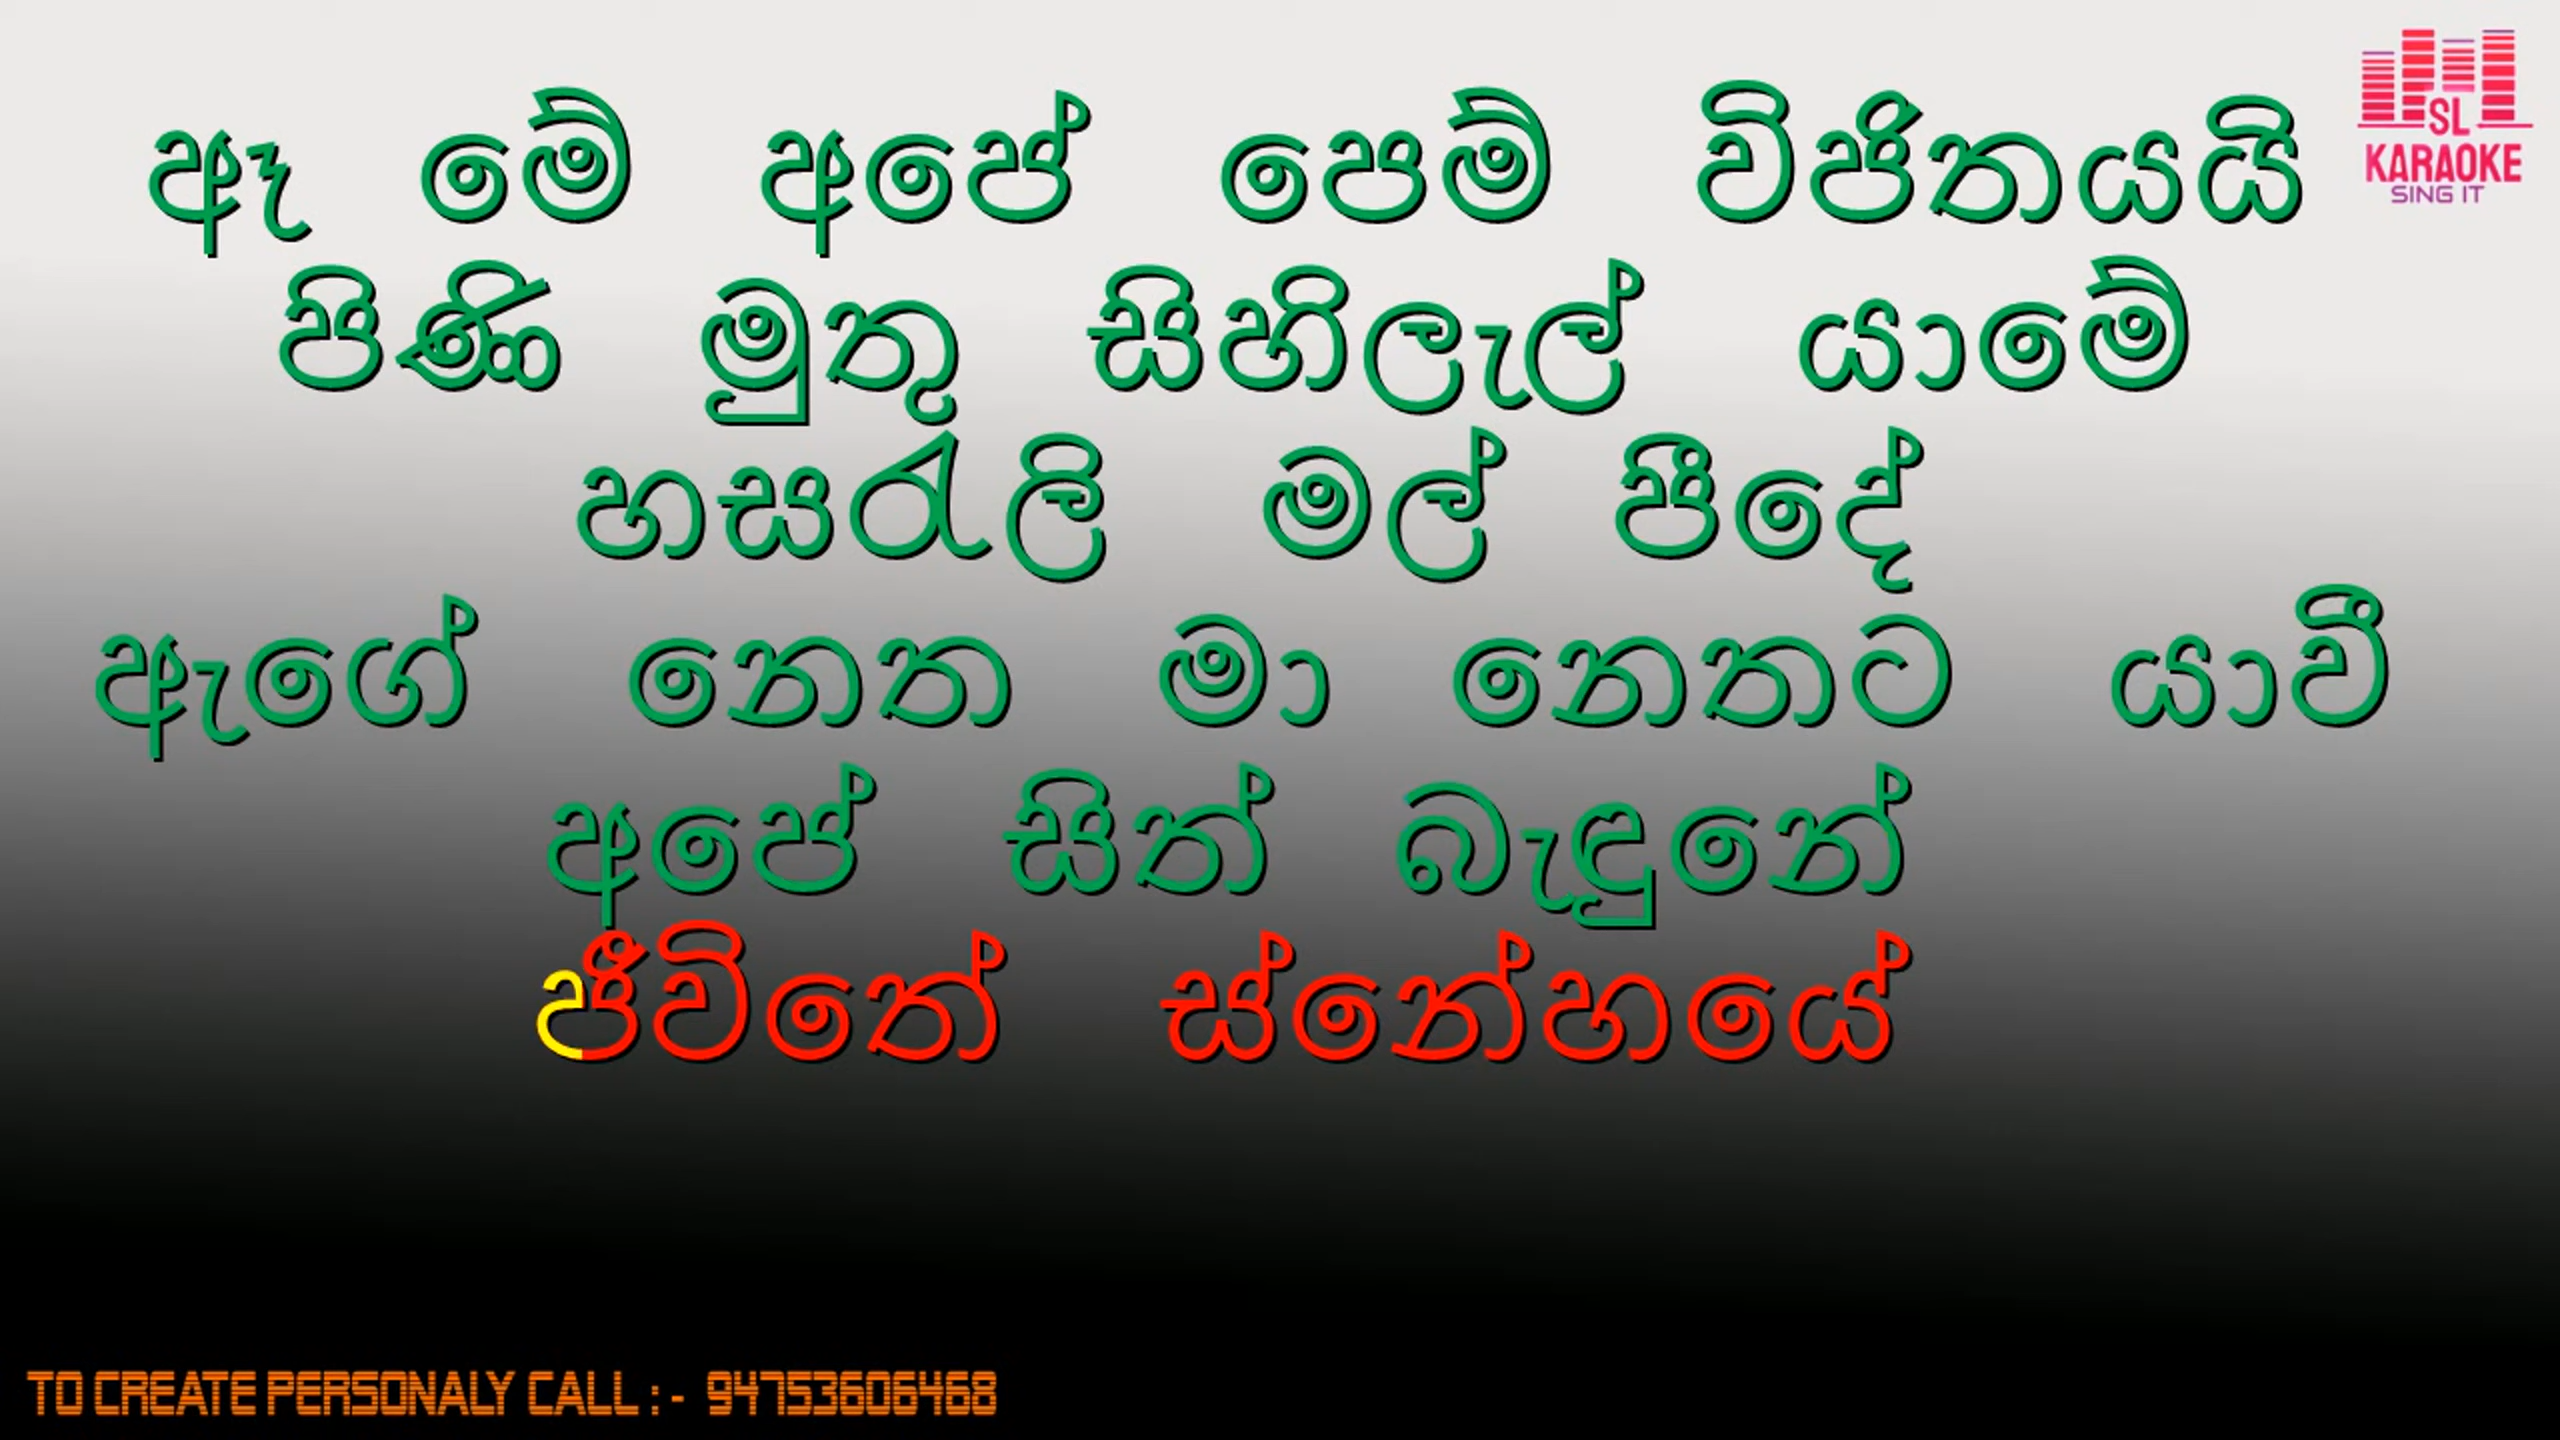 SL
KARAOKE
SING IT
ඈ මේ අපේ පෙම් විජිතයයි
පිණි මුතු සිහිලැල් යාමේ
හසරැලි මල් පීදේ
ඇගේ නෙත මා නෙතට යාවී
අපේ සිත් බැඳුනේ
ජීවිතේ ස්නේහයේ
TO CREATE PERSONALY CALL :- 94753606468